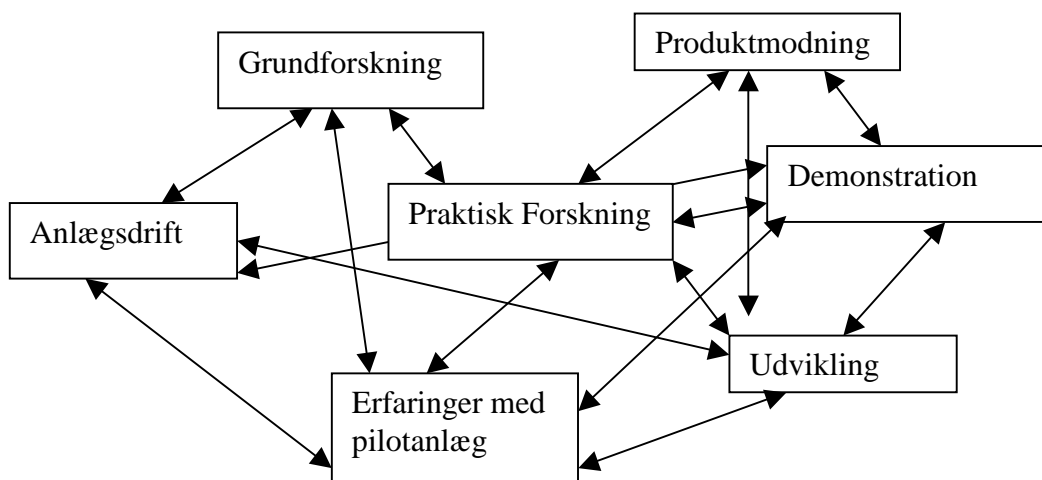 Produktmodning
Grundforskning
Demonstration
Praktisk Forskning
Anlægsdrift
Udvikling
Erfaringer med
pilotanlæg